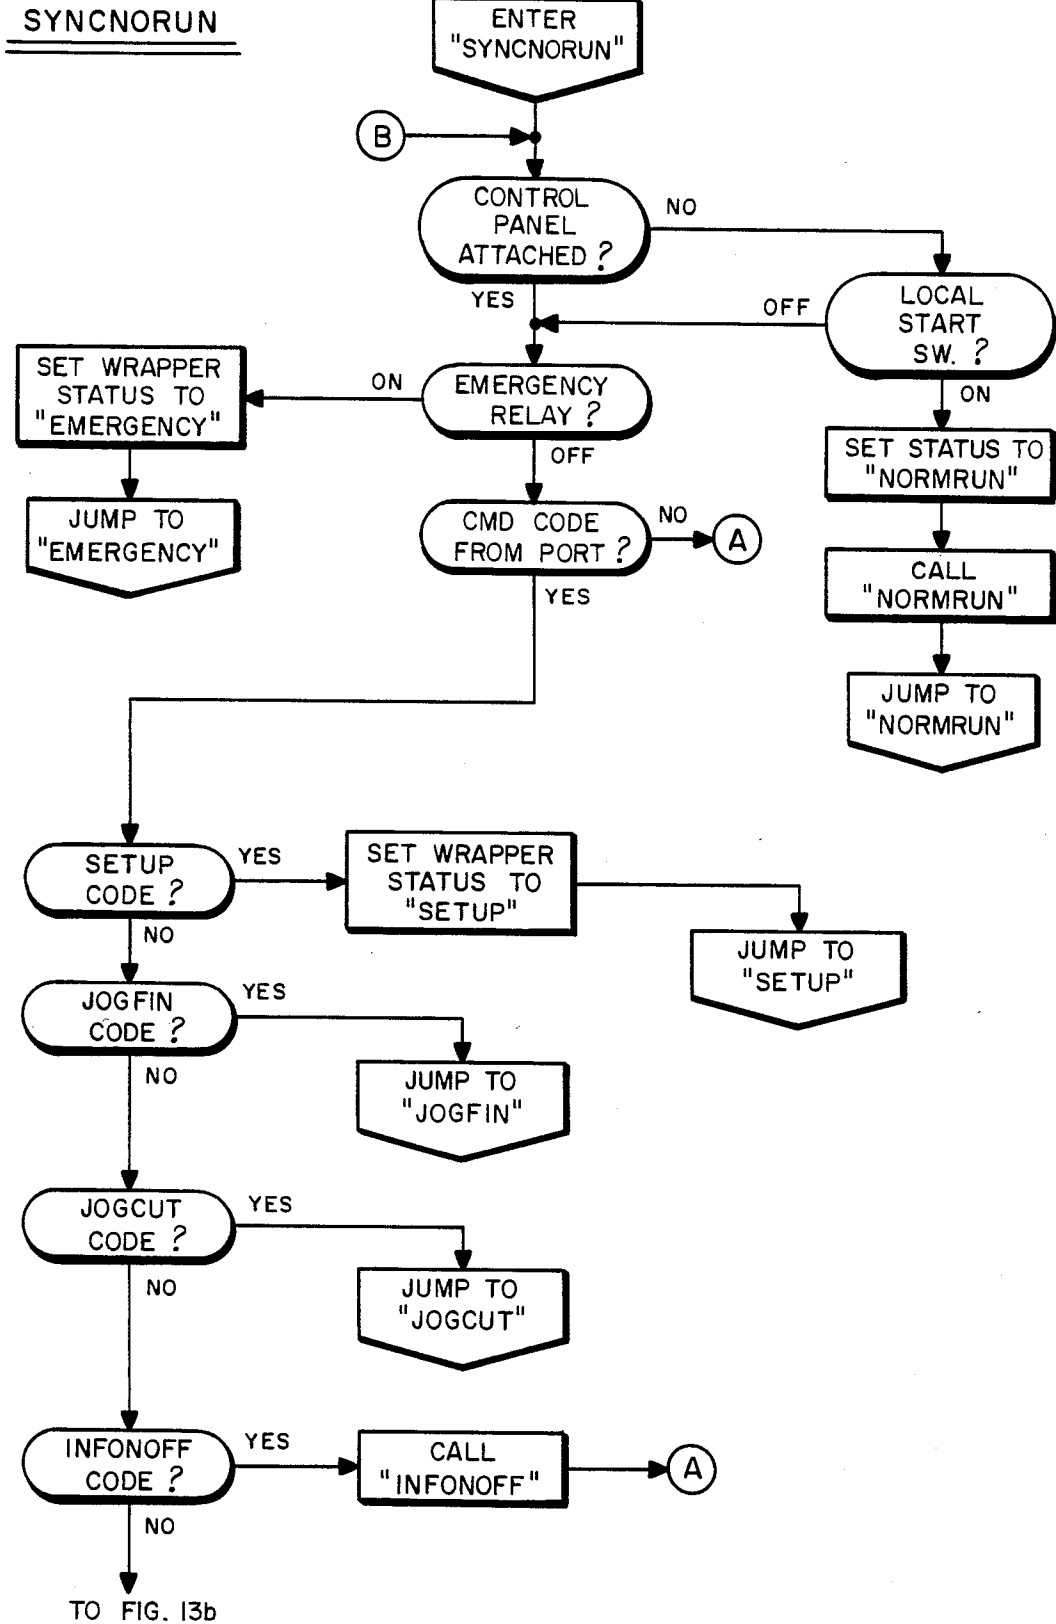 SYNCNORUN
ENTER
"SYNCNORUN"
B
CONTROL
PANEL
ATTACHED ?
NO
YES
LOCAL
START
SW. ?
OFF
ON
SET WRAPPER
STATUS TO
"EMERGENCY"
ON
EMERGENCY
RELAY ?
OFF
SET STATUS TO
"NORMRUN"
JUMP TO
"EMERGENCY"
CMD CODE
FROM PORT ?
NO
A
YES
CALL
"NORMRUN"
JUMP TO
"NORMRUN"
SETUP
CODE ?
YES
NO
SET WRAPPER
STATUS TO
"SETUP"
JUMP TO
"SETUP"
JOGFIN
CODE ?
YES
NO
JUMP TO
"JOGFIN"
JOGCUT
CODE ?
YES
NO
JUMP TO
"JOGCUT"
INFONOFF
CODE ?
YES
NO
CALL
"INFONOFF"
A
TO FIG. 13b